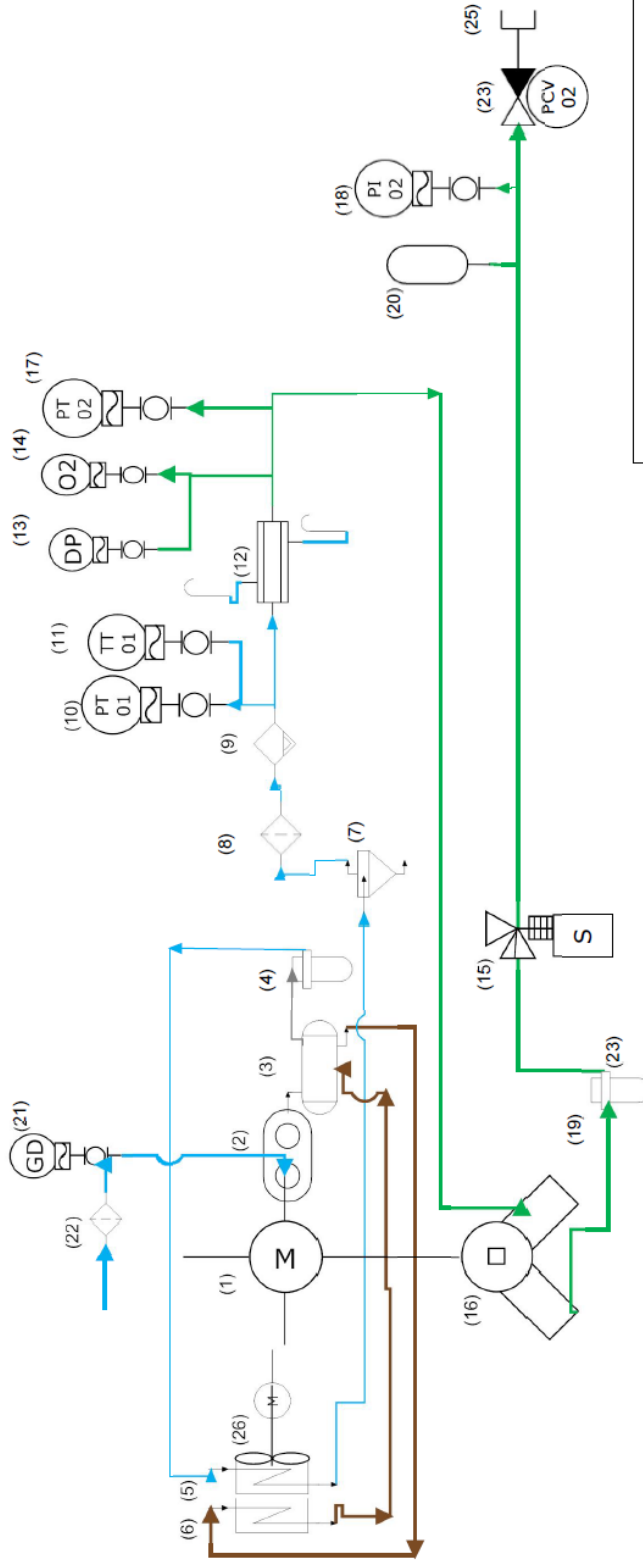 (21)
(13)
(14)
(17)
GD
DP
O2
PT
02
(22)
(10)
(11)
PT
01
TT
01
(5)
(6)
(26)
M
(1)
M
(2)
(3)
(4)
(8)
(9)
(12)
(7)
(18)
PI
02
(20)
(16)
(15)
S
(19)
(23)
(23)
PCV
02
(25)